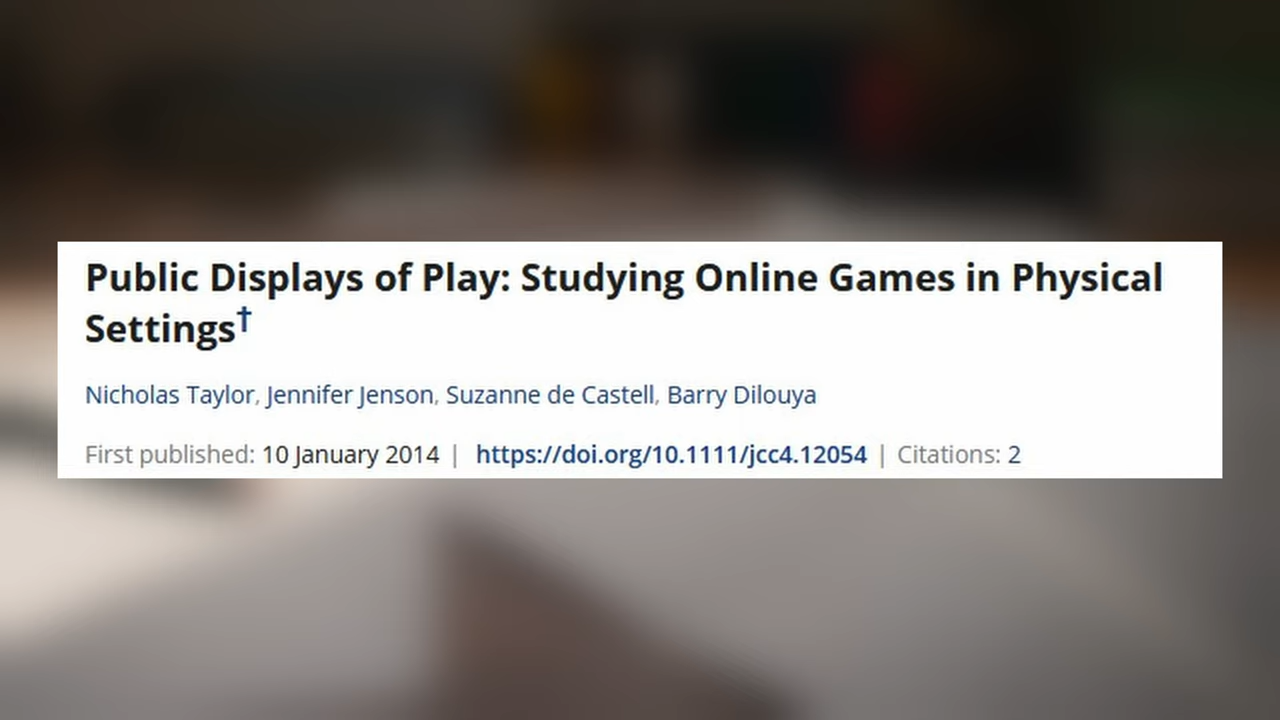 Public Displays of Play: Studying Online Games in Physical
Settings†
Nicholas Taylor, Jennifer Jenson, Suzanne de Castell, Barry Dilouya
First published: 10 January 2014 | https://doi.org/10.1111/jcc4.12054 | Citations: 2